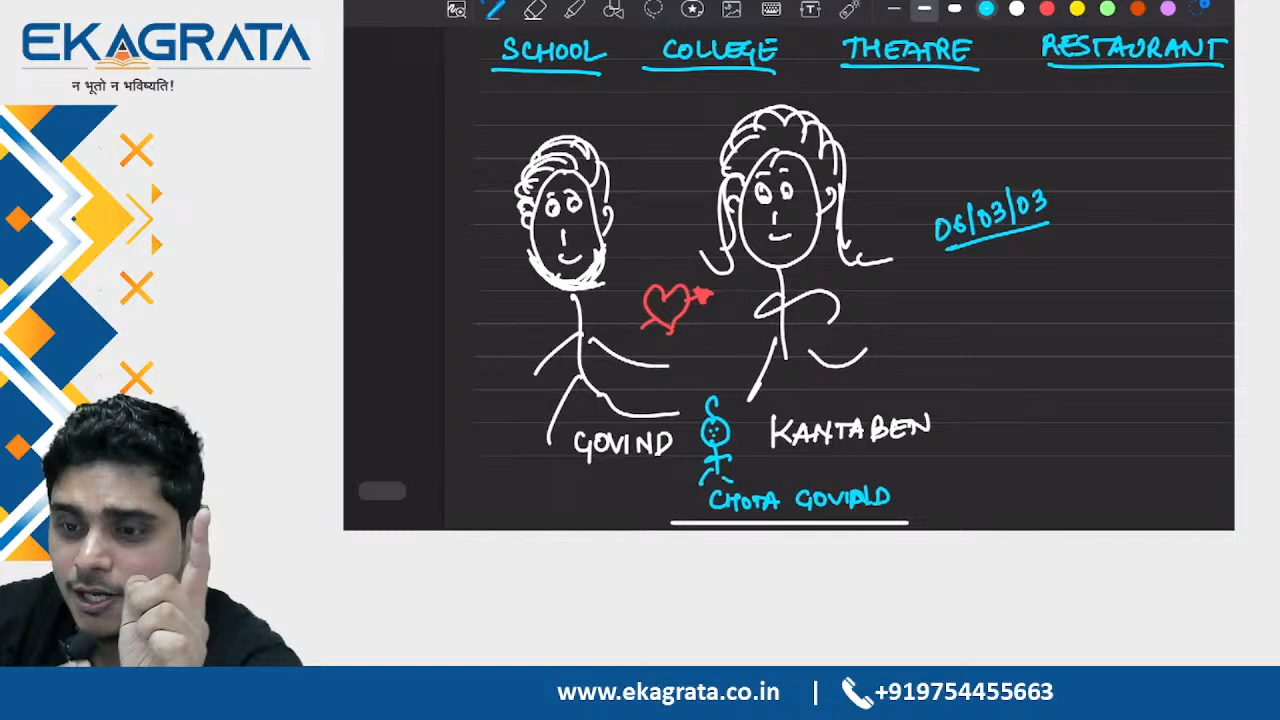 EKAGRATA
न भूतो न भविष्यति!
SCHOOL COLLEGE THEATRE RESTAURANT
06/03/03
GOVIND
KANTABEN
CHOTA GOVIND
www.ekagrata.co.in | +919754455663